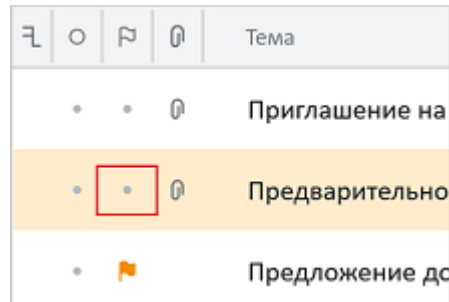 Тема
Приглашение на
Предварительно
Предложение до